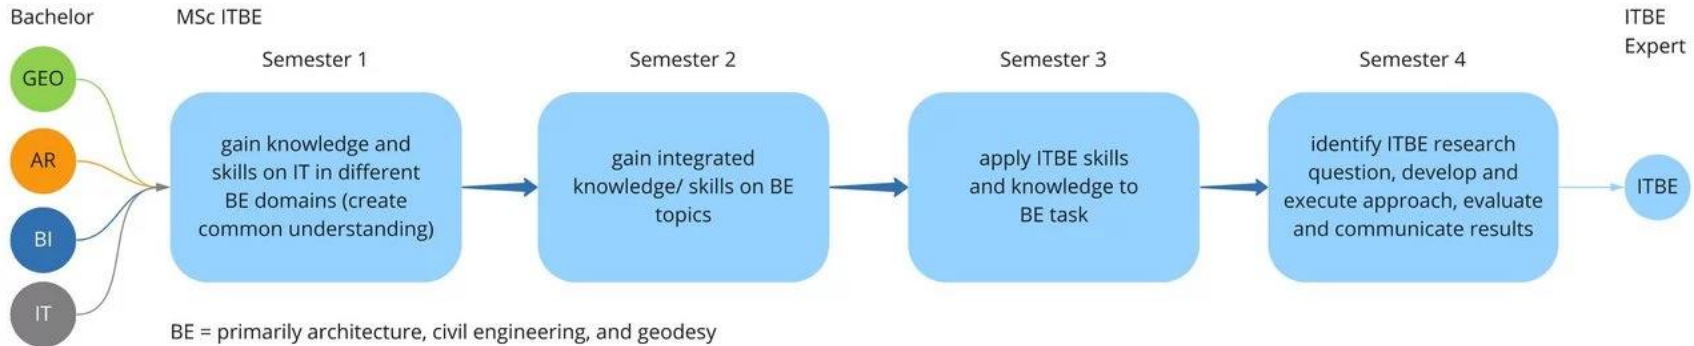 Bachelor
MSc ITBE
ITBE
Expert
Semester 1
Semester 2
Semester 3
Semester 4
GEO
AR
BI
IT
gain knowledge and
skills on IT in different
BE domains (create
common understanding)
gain integrated
knowledge/ skills on BE
topics
apply ITBE skills
and knowledge to
BE task
identify ITBE research
question, develop and
execute approach, evaluate
and communicate results
ITBE
BE = primarily architecture, civil engineering, and geodesy